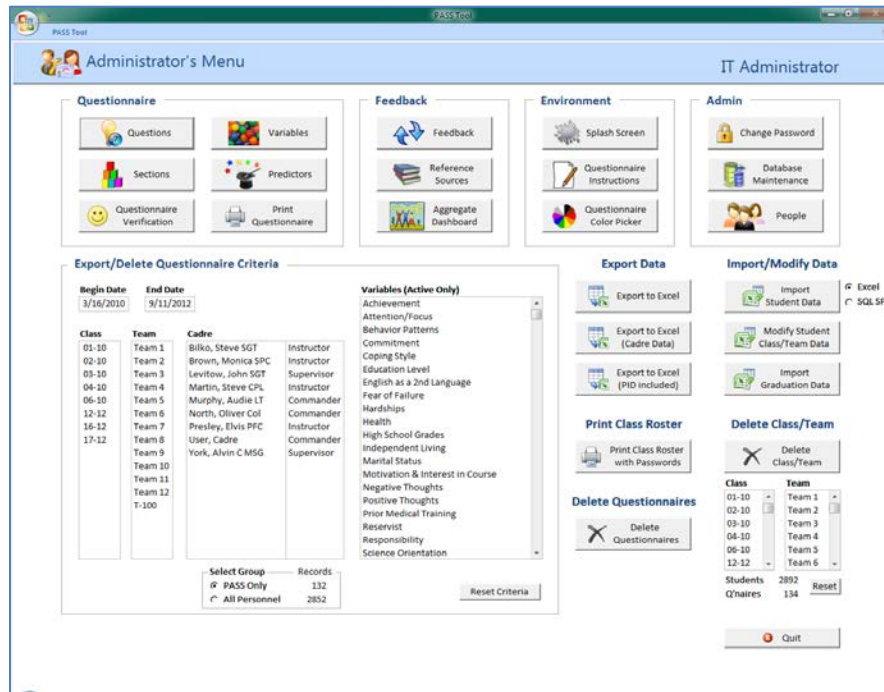 PASS Tool
PASS Tool
Administrator's Menu
IT Administrator
Questionnaire
Questions
Variables
Sections
Predictors
Questionnaire
Verification
Print
Questionnaire
Feedback
Feedback
Reference
Sources
Aggregate
Dashboard
Environment
Splash Screen
Questionnaire
Instructions
Questionnaire
Color Picker
Admin
Change Password
Database
Maintenance
People
Export/Delete Questionnaire Criteria
Begin Date End Date
3/16/2010 9/11/2012
Class
01-10
02-10
03-10
04-10
06-10
12-12
16-12
17-12
Team
Team 1
Team 2
Team 3
Team 4
Team 5
Team 6
Team 7
Team 8
Team 9
Team 10
Team 11
Team 12
T-100
Cadre
Bilko, Steve SGT Instructor
Brown, Monica SPC Instructor
Levitow, John SGT Supervisor
Martin, Steve CPL Instructor
Murphy, Audie LT Commander
North, Oliver Col Commander
Presley, Elvis PFC Instructor
User, Cadre Commander
York, Alvin C MSG Supervisor
Variables (Active Only)
Achievement
Attention/Focus
Behavior Patterns
Commitment
Coping Style
Education Level
English as a 2nd Language
Fear of Failure
Hardships
Health
High School Grades
Independent Living
Marital Status
Motivation & Interest in Course
Negative Thoughts
Positive Thoughts
Prior Medical Training
Reservist
Responsibility
Science Orientation
Select Group Records
PASS Only 132
All Personnel 2852
Reset Criteria
Export Data
Export to Excel
Export to Excel
(Cadre Data)
Export to Excel
(PID included)
Print Class Roster
Print Class Roster
with Passwords
Delete Questionnaires
Delete
Questionnaires
Import/Modify Data
Import
Student Data
Excel
SQL SP
Modify Student
Class/Team Data
Import
Graduation Data
Delete Class/Team
Delete
Class/Team
Class Team
01-10 Team 1
02-10 Team 2
03-10 Team 3
04-10 Team 4
06-10 Team 5
12-12 Team 6
Students 2892
Q'naires 134
Reset
Quit